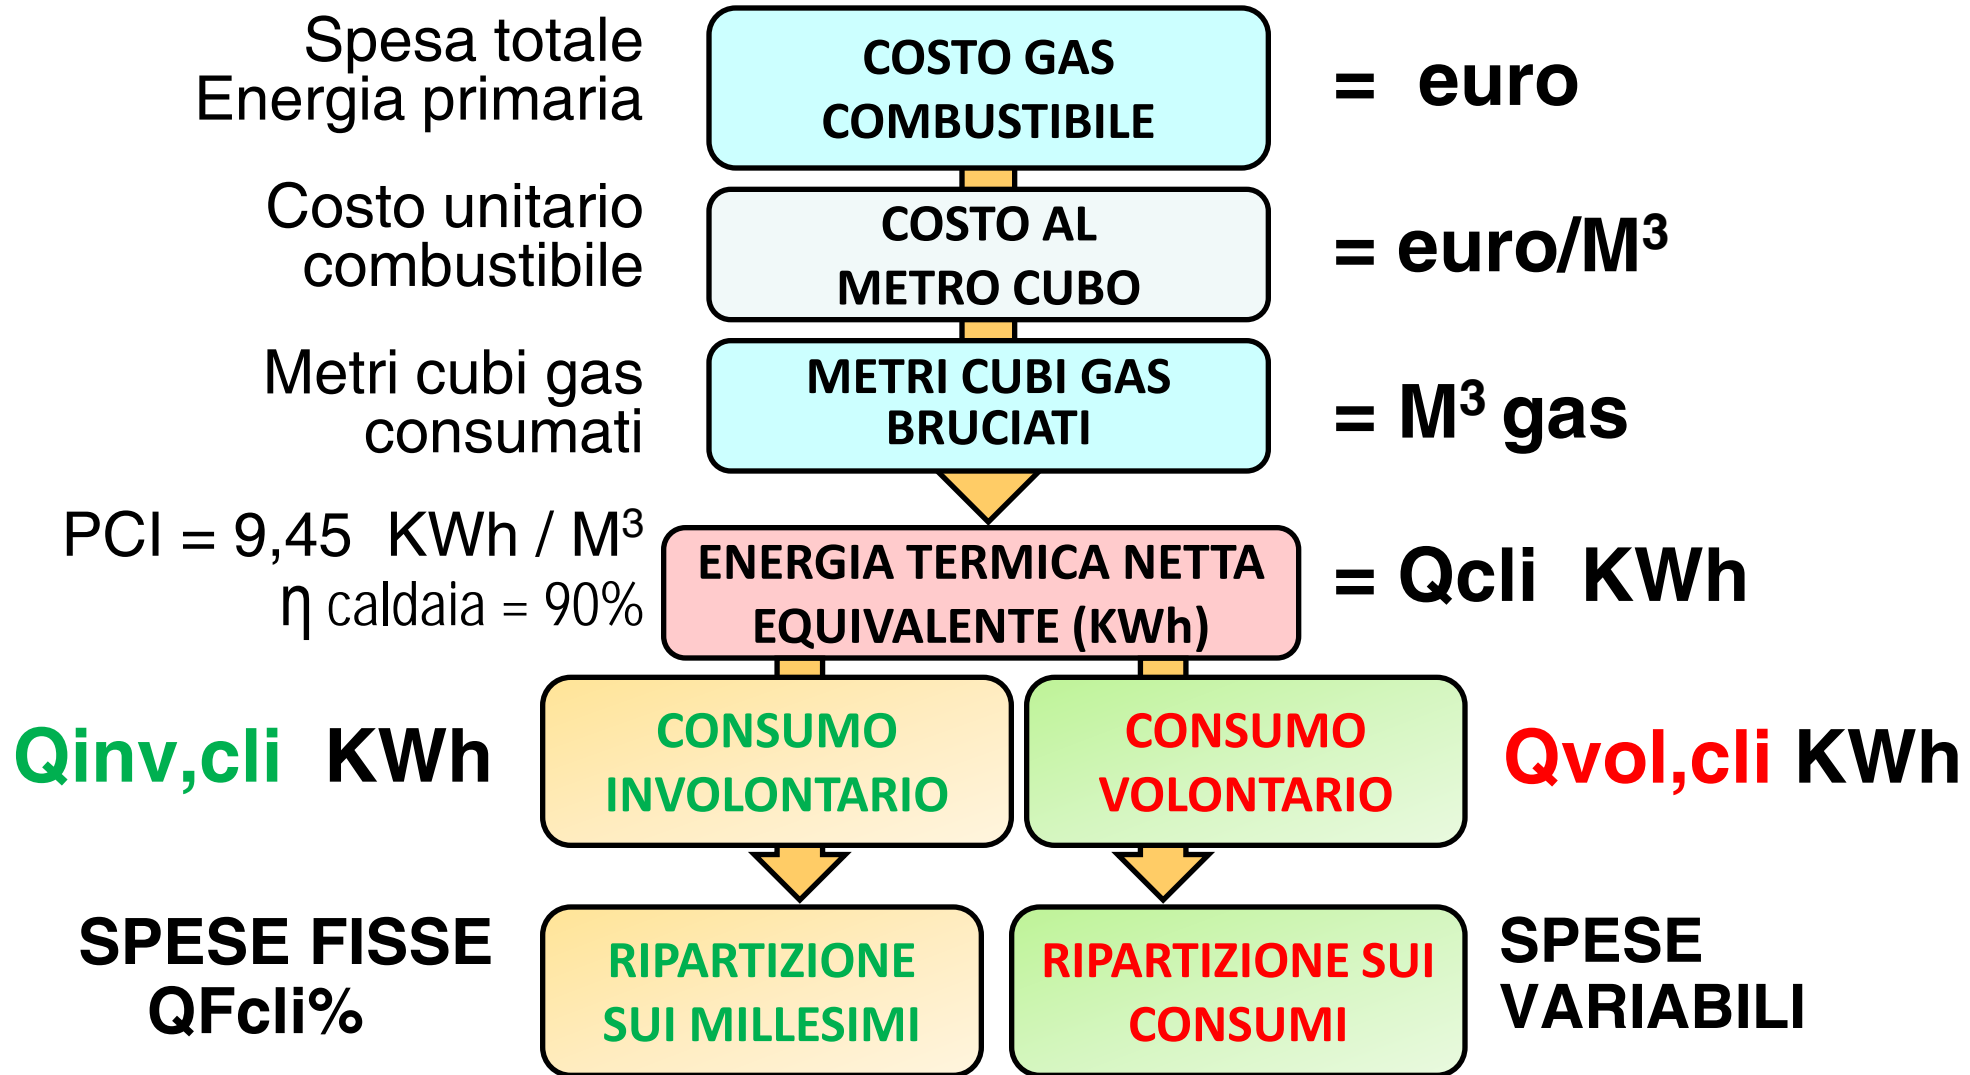 Spesa totale
Energia primaria
COSTO GAS
COMBUSTIBILE
= euro
Costo unitario
combustibile
COSTO AL
METRO CUBO
= euro/M³
Metri cubi gas
consumati
METRI CUBI GAS
BRUCIATI
= M³ gas
PCI = 9,45 KWh / M³
η caldaia = 90%
ENERGIA TERMICA NETTA
EQUIVALENTE (KWh)
= Qcli KWh
Qinv,cli KWh
CONSUMO
INVOLONTARIO
CONSUMO
VOLONTARIO
Qvol,cli KWh
SPESE FISSE
QFcli%
RIPARTIZIONE
SUI MILLESIMI
RIPARTIZIONE SUI
CONSUMI
SPESE
VARIABILI